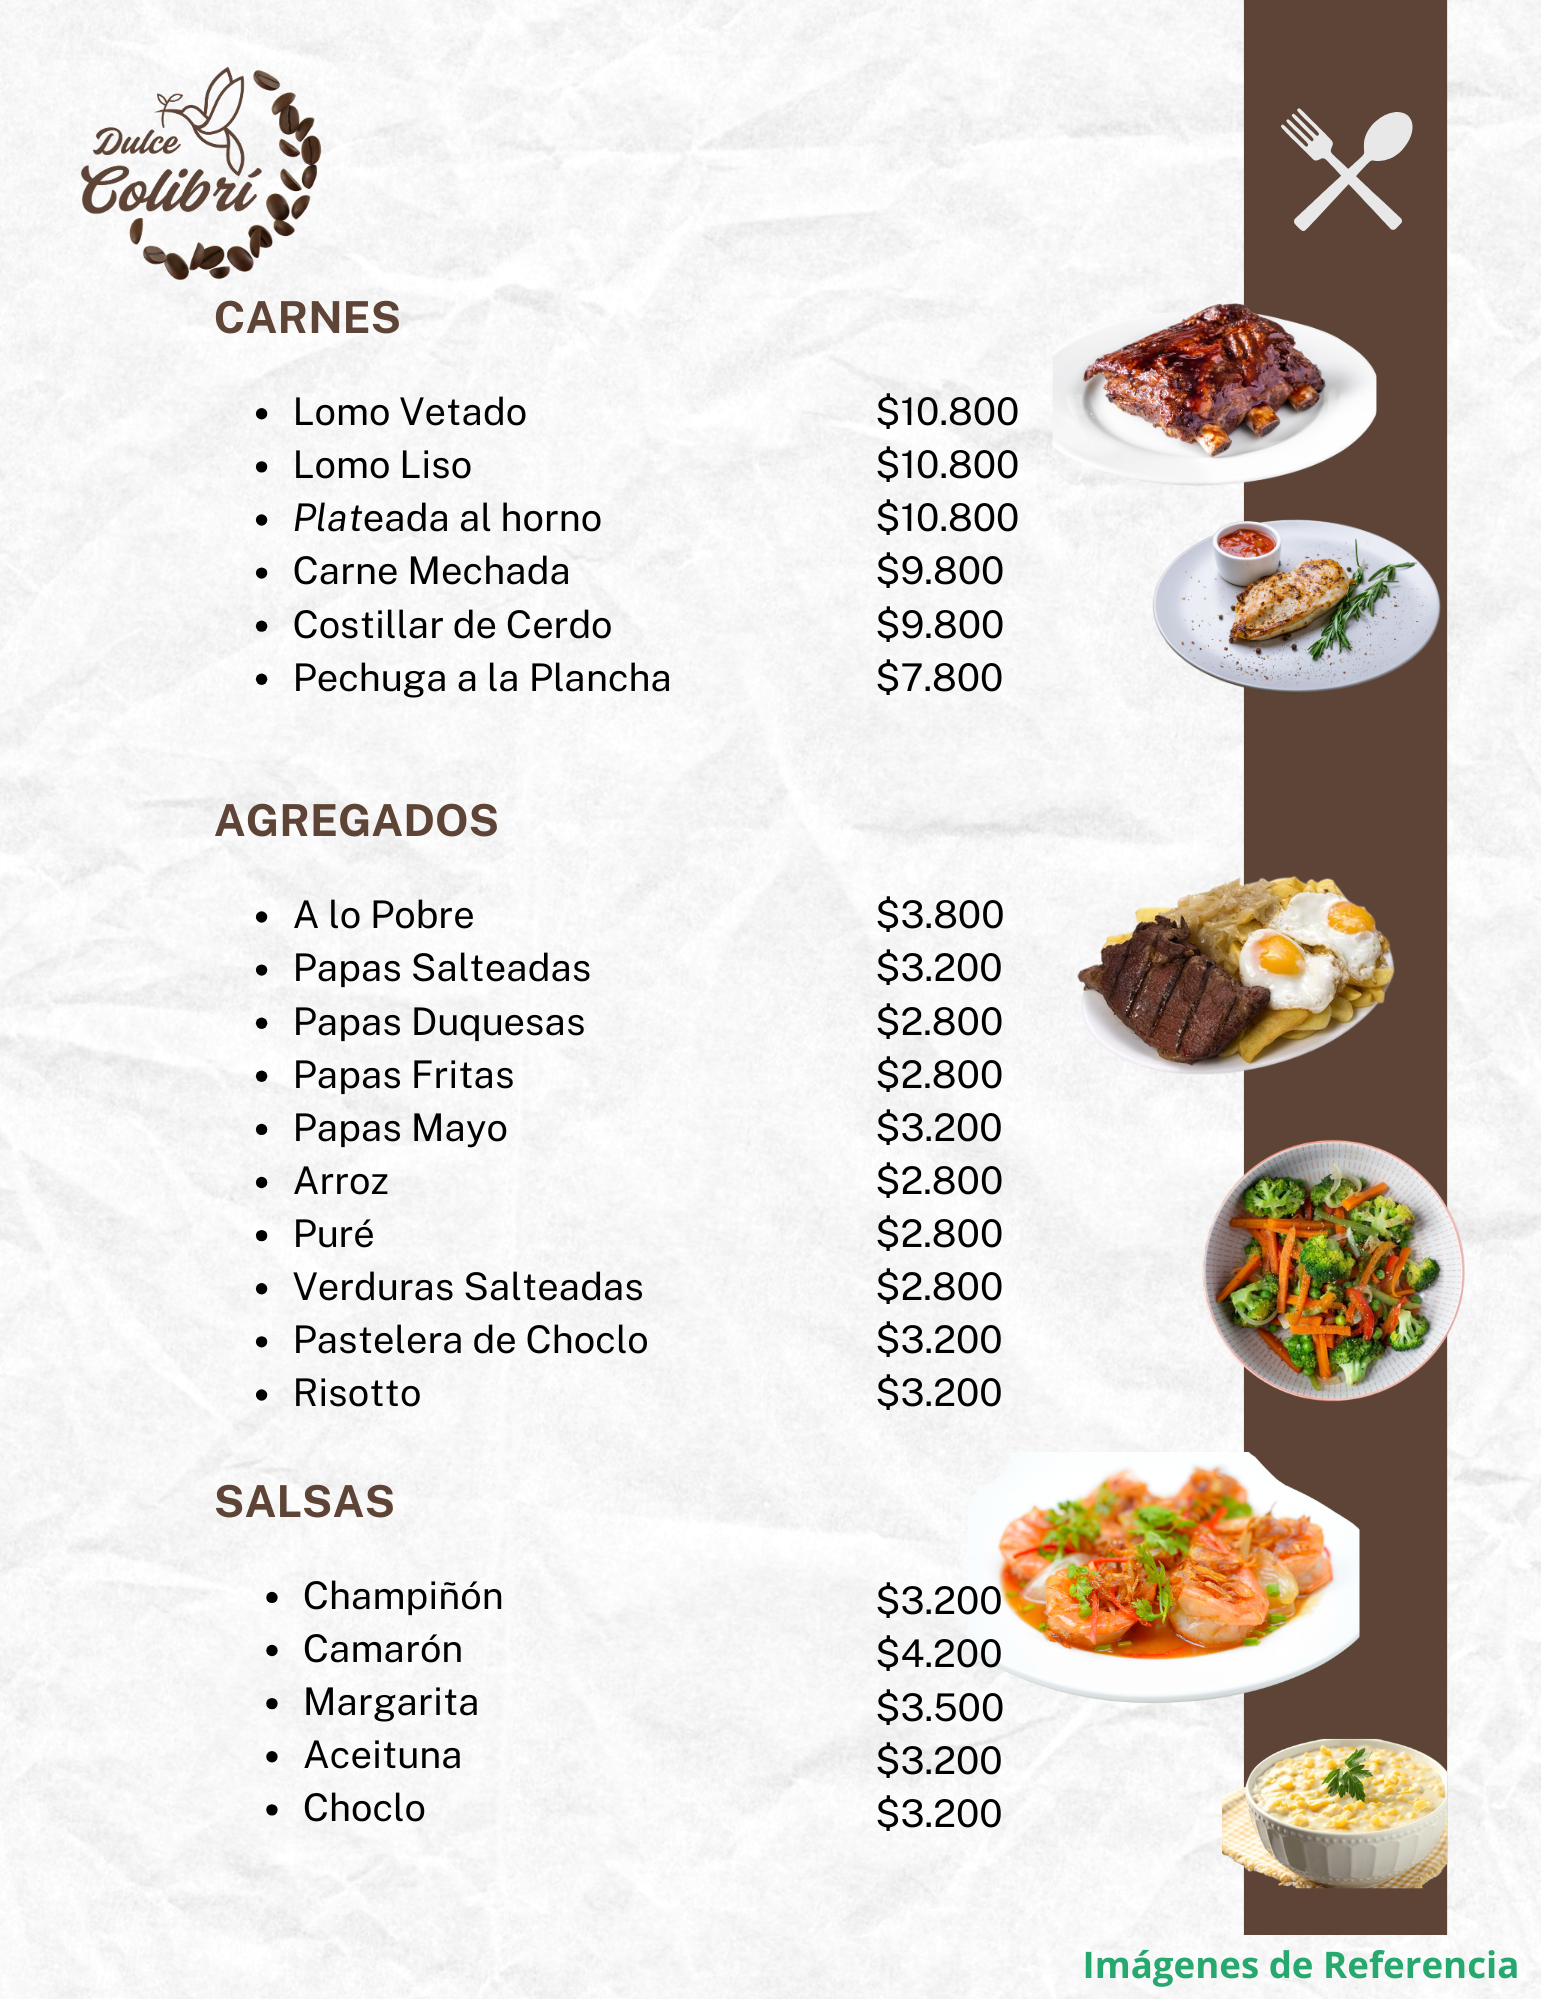 Dulce
Colibrí
CARNES
• Lomo Vetado $10.800
• Lomo Liso $10.800
• Plateada al horno $10.800
• Carne Mechada $9.800
• Costillar de Cerdo $9.800
• Pechuga a la Plancha $7.800
AGREGADOS
• A lo Pobre $3.800
• Papas Salteadas $3.200
• Papas Duquesas $2.800
• Papas Fritas $2.800
• Papas Mayo $3.200
• Arroz $2.800
• Puré $2.800
• Verduras Salteadas $2.800
• Pastelera de Choclo $3.200
• Risotto $3.200
SALSAS
• Champiñón $3.200
• Camarón $4.200
• Margarita $3.500
• Aceituna $3.200
• Choclo $3.200
Imágenes de Referencia